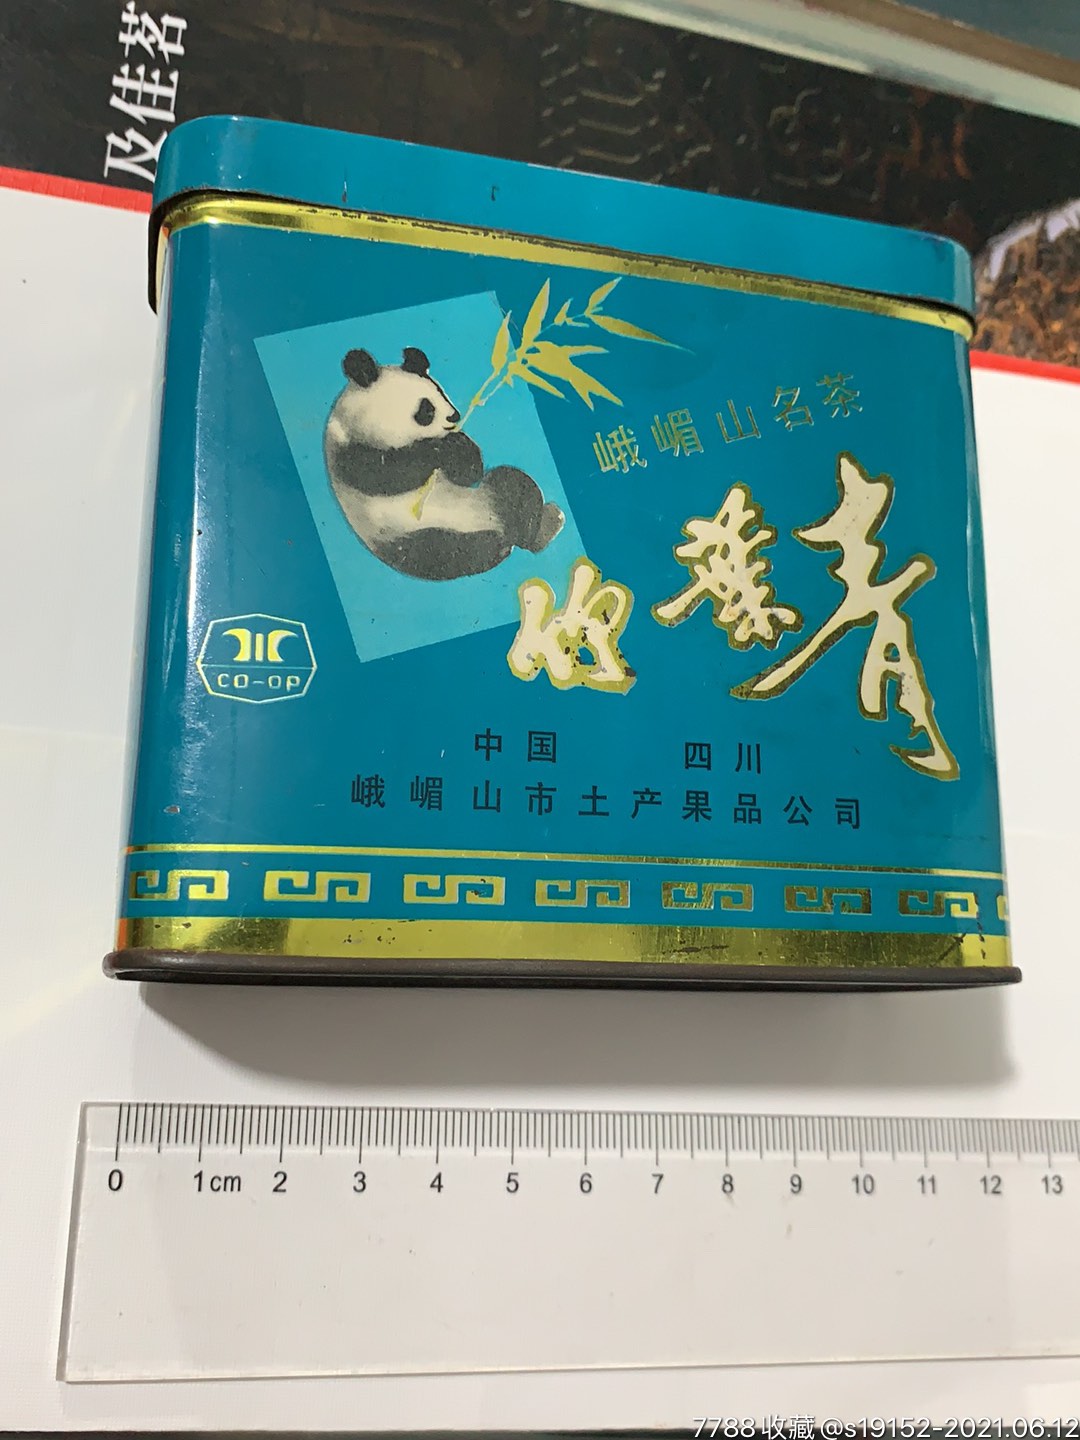 及佳茗
峨嵋山名茶
竹叶青
CO-OP
中国 四川
峨嵋山市土产果品公司
0 1cm 2 3 4 5 6 7 8 9 10 11 12 13
7788收藏@s19152-2021.06.12